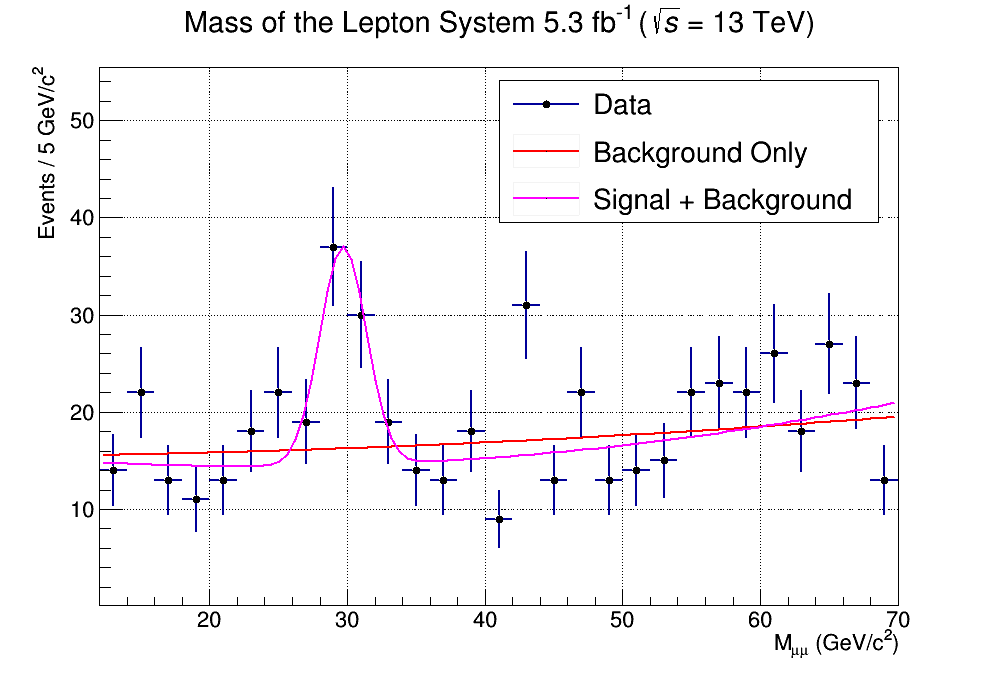 Mass of the Lepton System 5.3 fb⁻¹ (√s = 13 TeV)
Events / 5 GeV/c²
50
40
30
20
10
Data
Background Only
Signal + Background
20 30 40 50 60 70
M_μμ (GeV/c²)